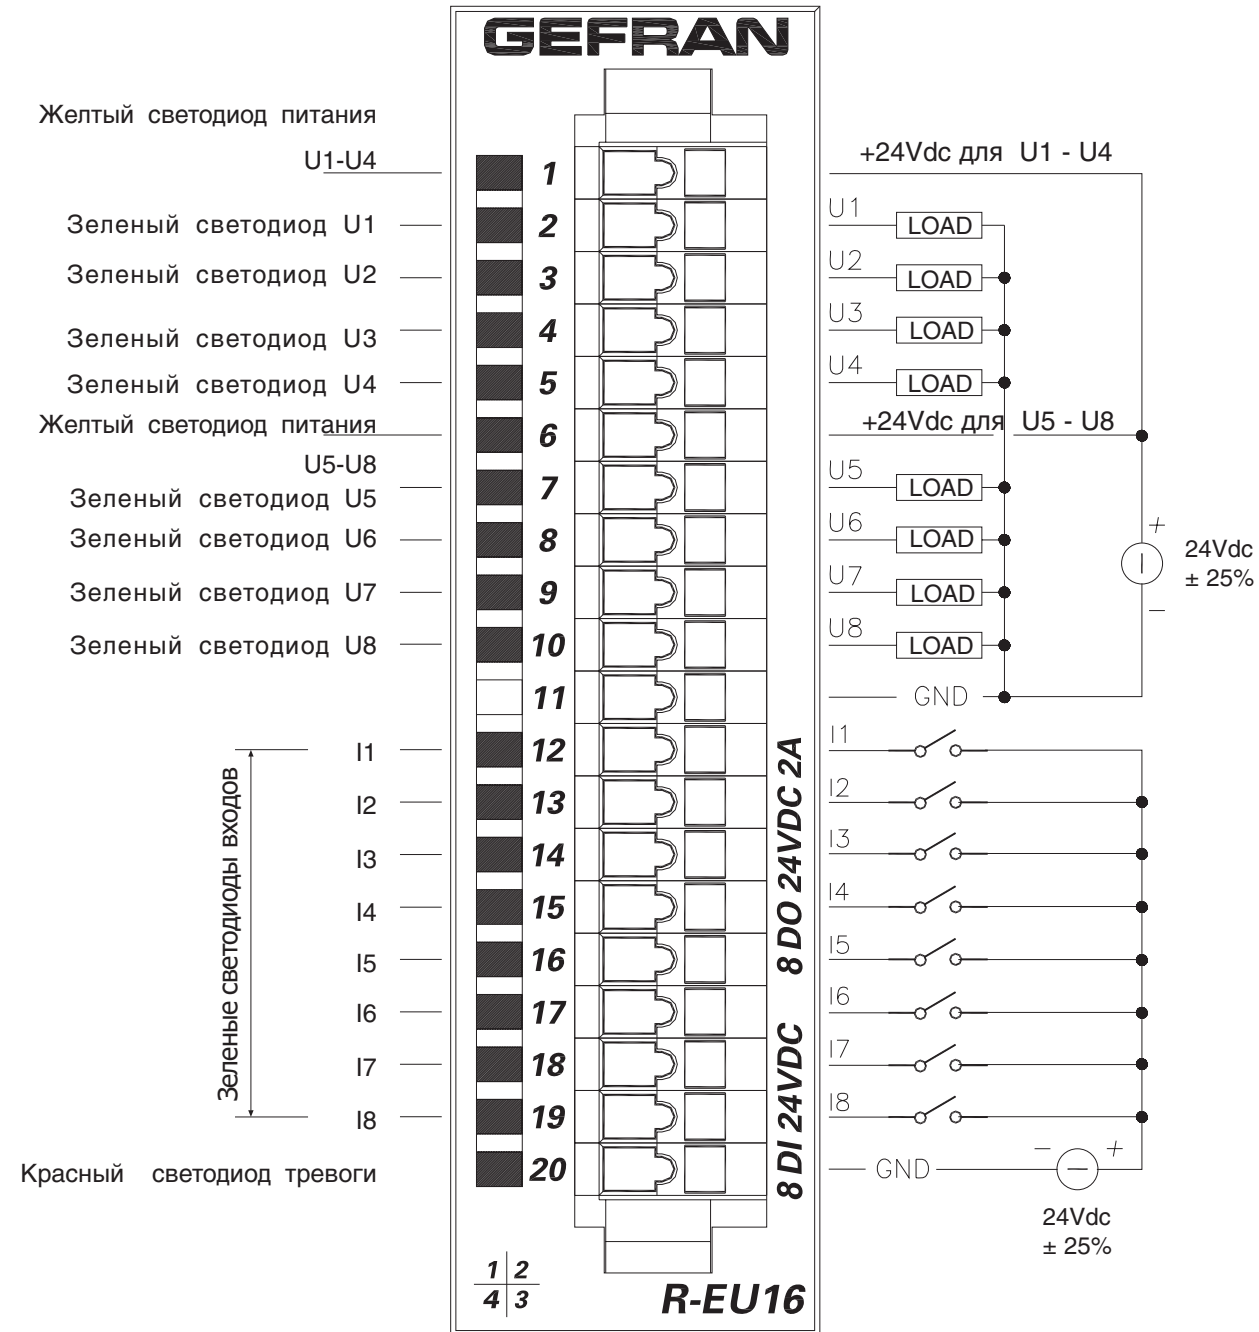 GEFRAN
Желтый светодиод питания
U1-U4
Зеленый светодиод U1
Зеленый светодиод U2
Зеленый светодиод U3
Зеленый светодиод U4
Желтый светодиод питания
U5-U8
Зеленый светодиод U5
Зеленый светодиод U6
Зеленый светодиод U7
Зеленый светодиод U8
Зеленые светодиоды входов
I1
I2
I3
I4
I5
I6
I7
I8
Красный светодиод тревоги
1
2
3
4
5
6
7
8
9
10
11
12
13
14
15
16
17
18
19
20
8 DO 24VDC 2A
8 DI 24VDC
1 2
4 3
R-EU16
+24Vdc для U1 - U4
U1 LOAD
U2 LOAD
U3 LOAD
U4 LOAD
+24Vdc для U5 - U8
U5 LOAD
U6 LOAD
U7 LOAD
U8 LOAD
GND
+
24Vdc
± 25%
−
I1
I2
I3
I4
I5
I6
I7
I8
GND
− +
24Vdc
± 25%